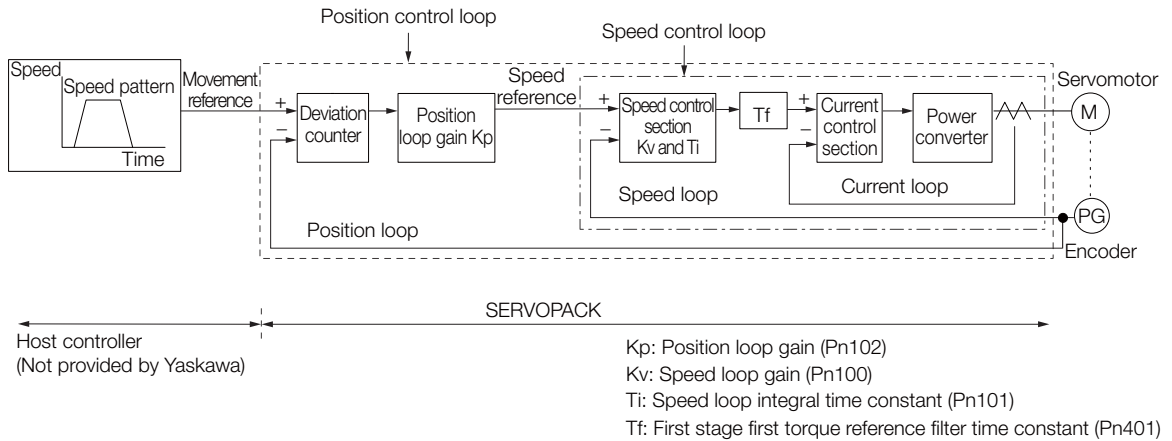 Position control loop
Speed control loop
Speed
Speed pattern
Time
Movement
reference
+
−
Deviation
counter
Position
loop gain Kp
Speed
reference
+
−
Speed control
section
Kv and Ti
Tf
+
−
Current
control
section
Power
converter
Servomotor
M
Current loop
Speed loop
Position loop
PG
Encoder
SERVOPACK
Host controller
(Not provided by Yaskawa)
Kp: Position loop gain (Pn102)
Kv: Speed loop gain (Pn100)
Ti: Speed loop integral time constant (Pn101)
Tf: First stage first torque reference filter time constant (Pn401)